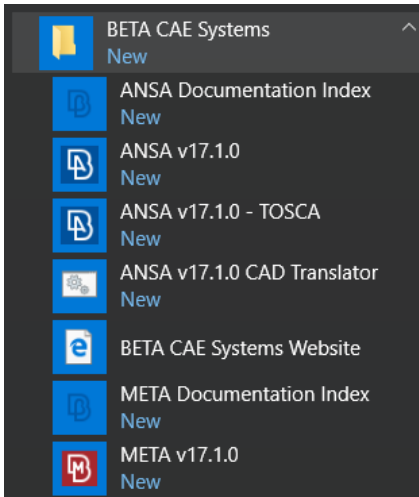 BETA CAE Systems
New
ANSA Documentation Index
New
ANSA v17.1.0
New
ANSA v17.1.0 - TOSCA
New
ANSA v17.1.0 CAD Translator
New
BETA CAE Systems Website
META Documentation Index
New
META v17.1.0
New